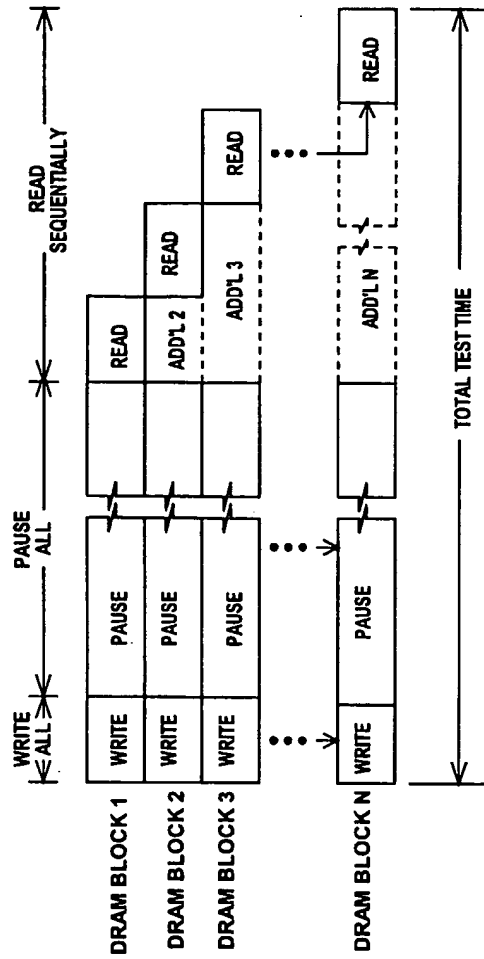 WRITE
ALL
PAUSE
ALL
READ
SEQUENTIALLY
DRAM BLOCK 1
WRITE
PAUSE
READ
DRAM BLOCK 2
WRITE
PAUSE
ADD'L 2
READ
DRAM BLOCK 3
WRITE
PAUSE
ADD'L 3
READ
DRAM BLOCK N
WRITE
PAUSE
ADD'L N
READ
TOTAL TEST TIME